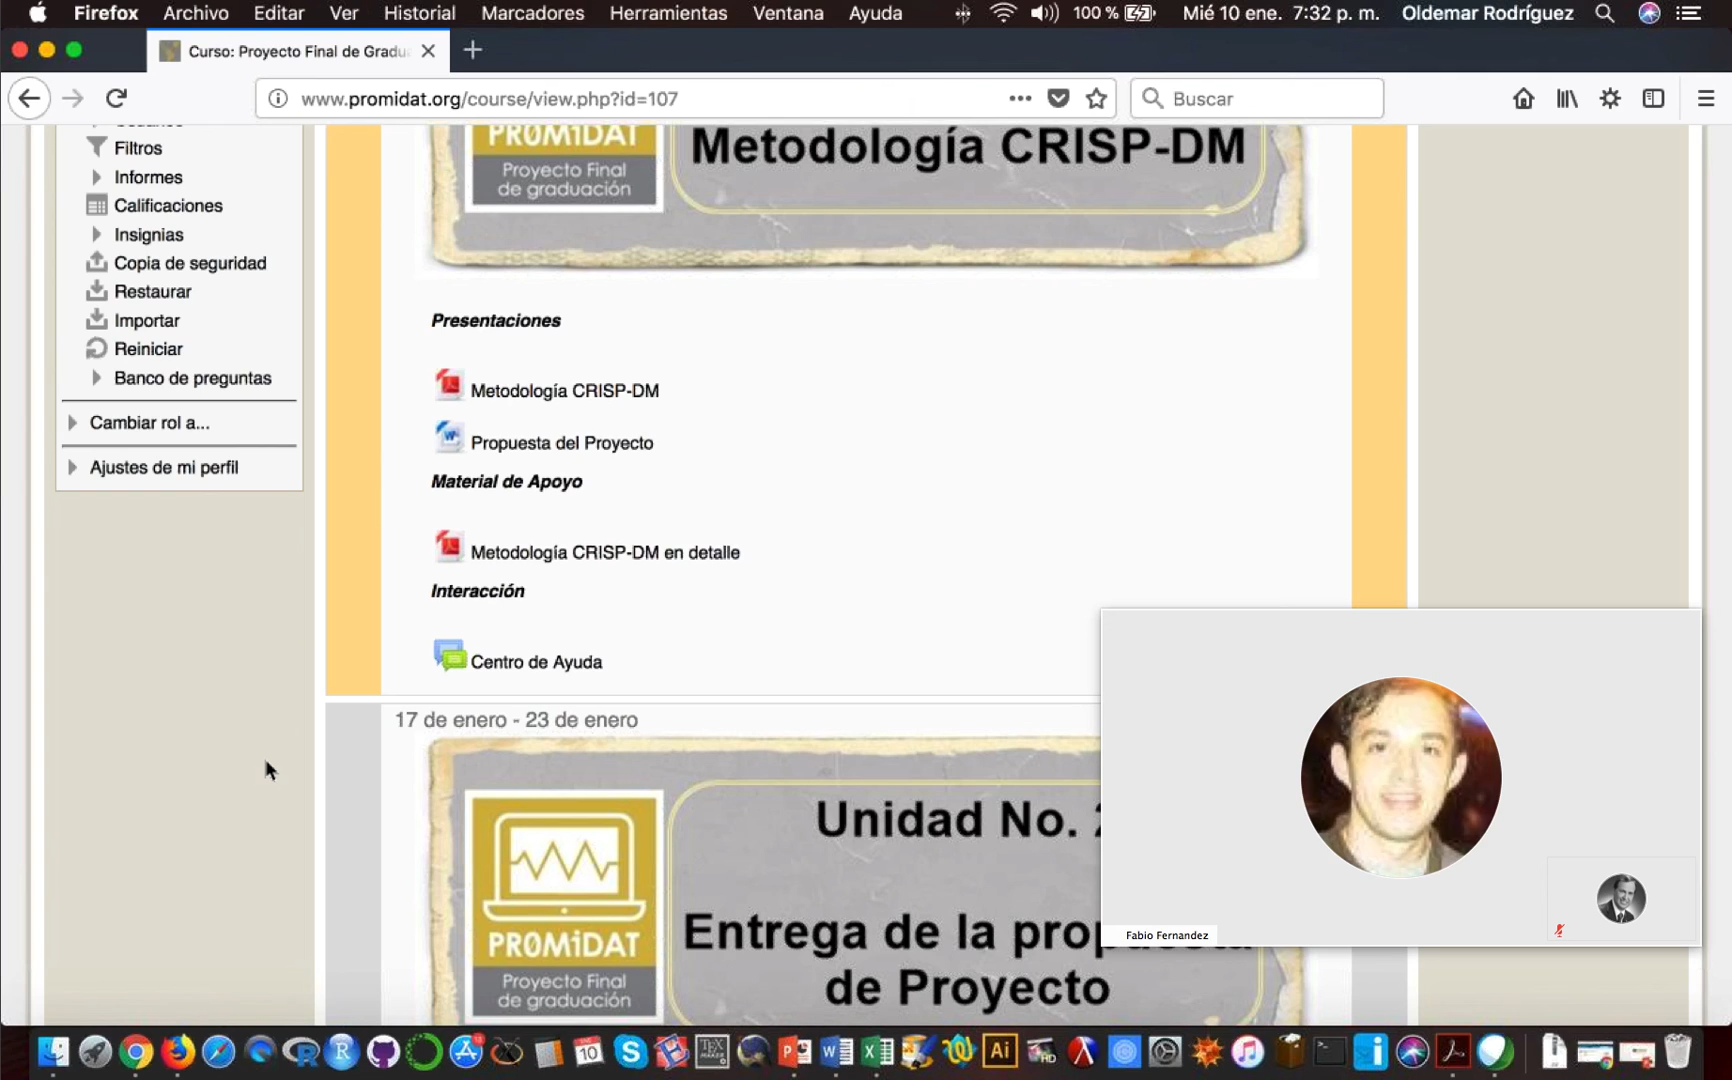 Firefox Archivo Editar Ver Historial Marcadores Herramientas Ventana Ayuda 100 % Mié 10 ene. 7:32 p. m. Oldemar Rodríguez
Curso: Proyecto Final de Gradu
www.promidat.org/course/view.php?id=107
Buscar
Filtros
Informes
Calificaciones
Insignias
Copia de seguridad
Restaurar
Importar
Reiniciar
Banco de preguntas
Cambiar rol a...
Ajustes de mi perfil
PROMiDAT
Proyecto Final
de graduación
Metodología CRISP-DM
Presentaciones
Metodología CRISP-DM
Propuesta del Proyecto
Material de Apoyo
Metodología CRISP-DM en detalle
Interacción
Centro de Ayuda
17 de enero - 23 de enero
PROMiDAT
Proyecto Final
de graduación
Unidad No.
Entrega de la
de Proyecto
Fabio Fernandez
10
Ai
HD